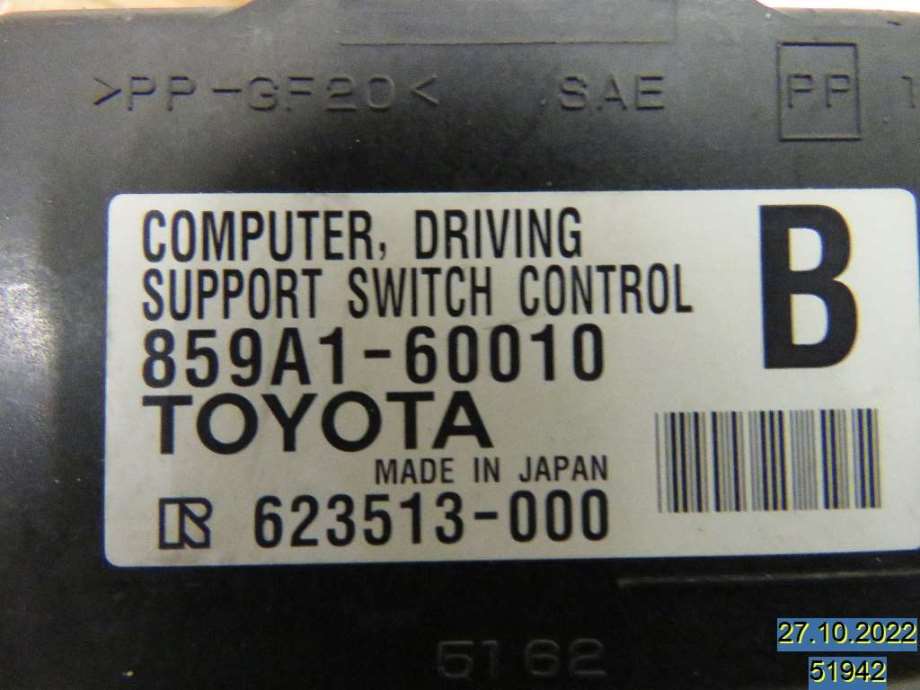 >PP-GF20< SAE PP 1
COMPUTER, DRIVING
SUPPORT SWITCH CONTROL
B
859A1-60010
TOYOTA
MADE IN JAPAN
R 623513-000
5162
27.10.2022
51942